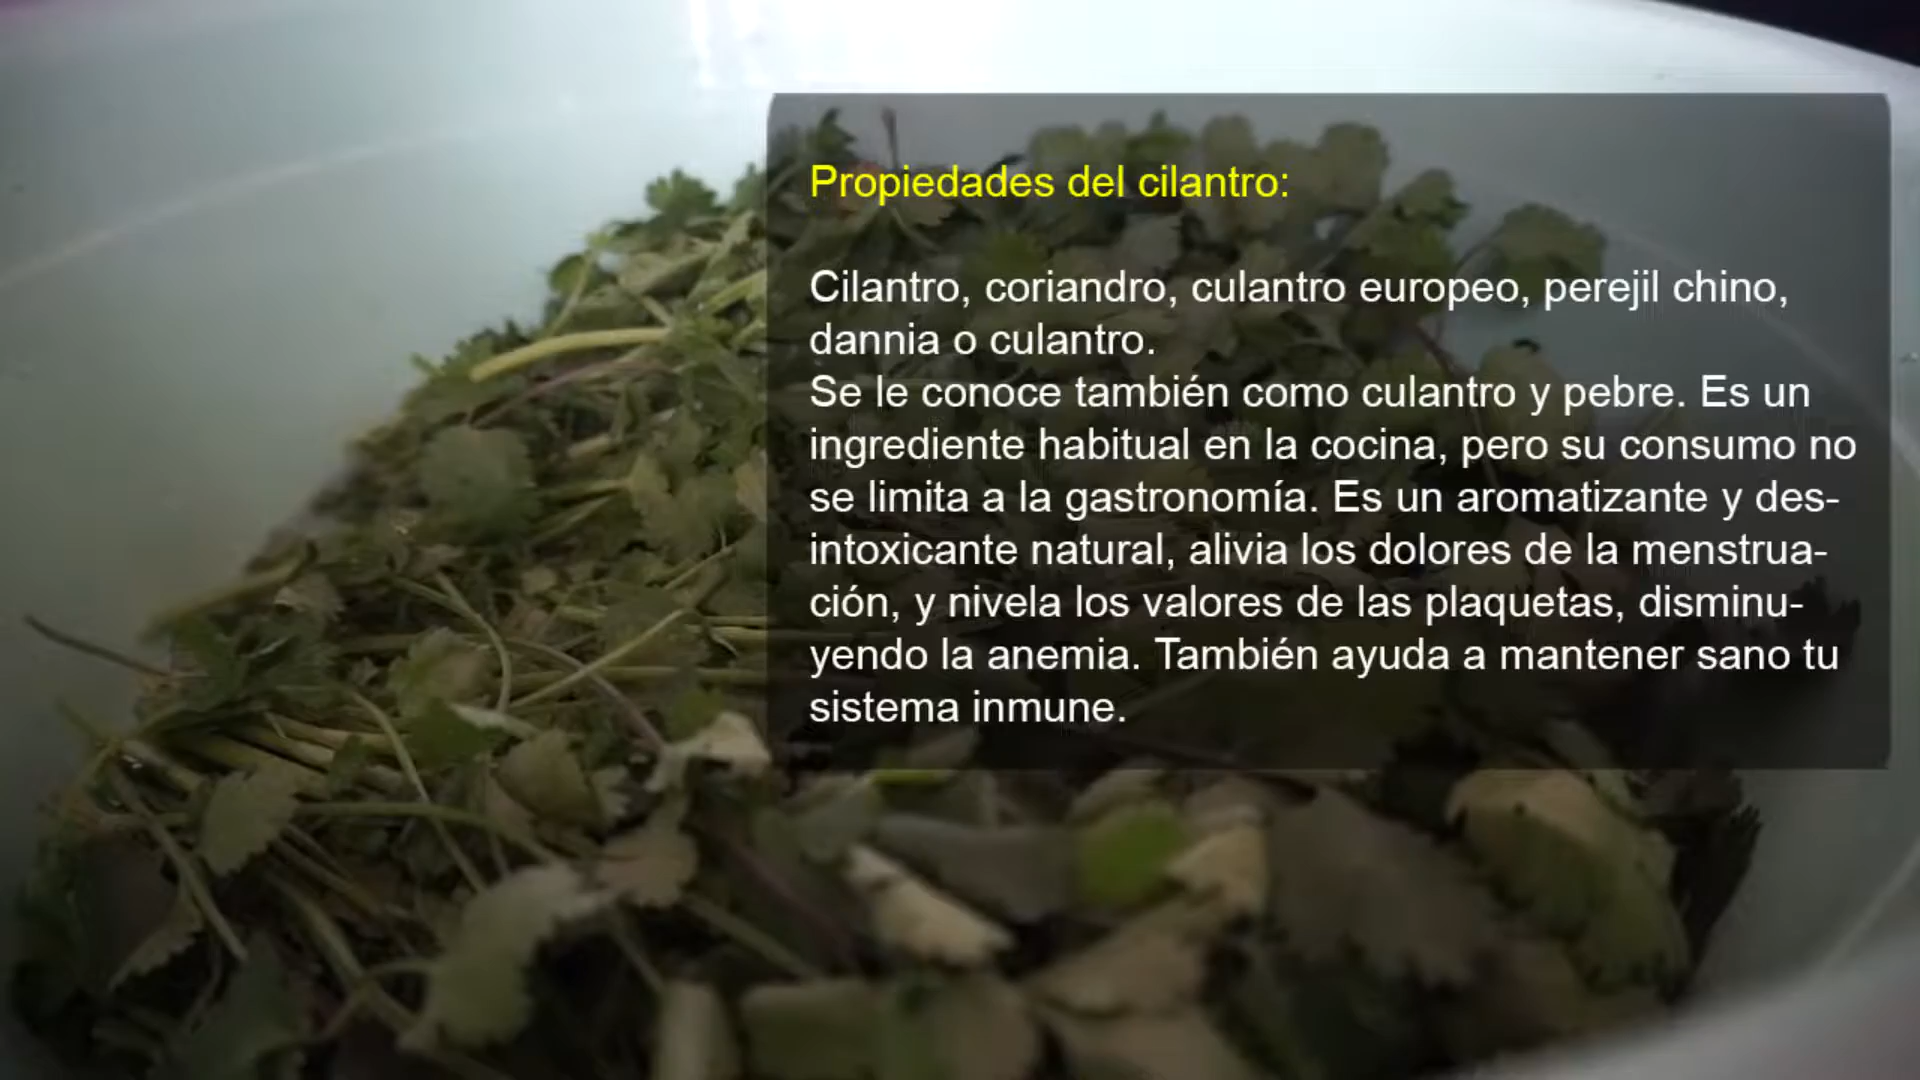 Propiedades del cilantro:
Cilantro, coriandro, culantro europeo, perejil chino,
dannia o culantro.
Se le conoce también como culantro y pebre. Es un
ingrediente habitual en la cocina, pero su consumo no
se limita a la gastronomía. Es un aromatizante y des-
intoxicante natural, alivia los dolores de la menstrua-
ción, y nivela los valores de las plaquetas, disminu-
yendo la anemia. También ayuda a mantener sano tu
sistema inmune.